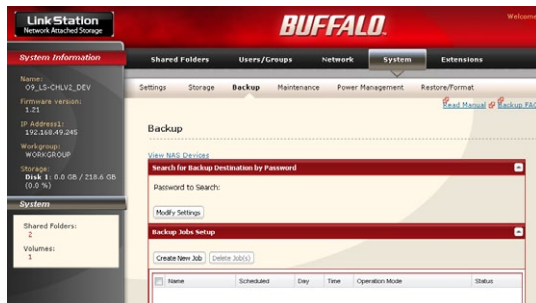 LinkStation
Network Attached Storage
BUFFALO
Welcome
System Information
Shared Folders Users/Groups Network System Extensions
Name:
09_LS-CHLV2_DEV
Firmware version:
1.21
IP Address1:
192.168.49.245
Workgroup:
WORKGROUP
Storage:
Disk 1: 0.0 GB / 218.6 GB
(0.0 %)
System
Shared Folders:
2
Volumes:
1
Settings Storage Backup Maintenance Power Management Restore/Format
Read Manual Backup FAQ
Backup
View NAS Devices
Search for Backup Destination by Password
Password to Search:
Modify Settings
Backup Jobs Setup
Create New Job Delete Job(s)
Name Scheduled Day Time Operation Mode Status